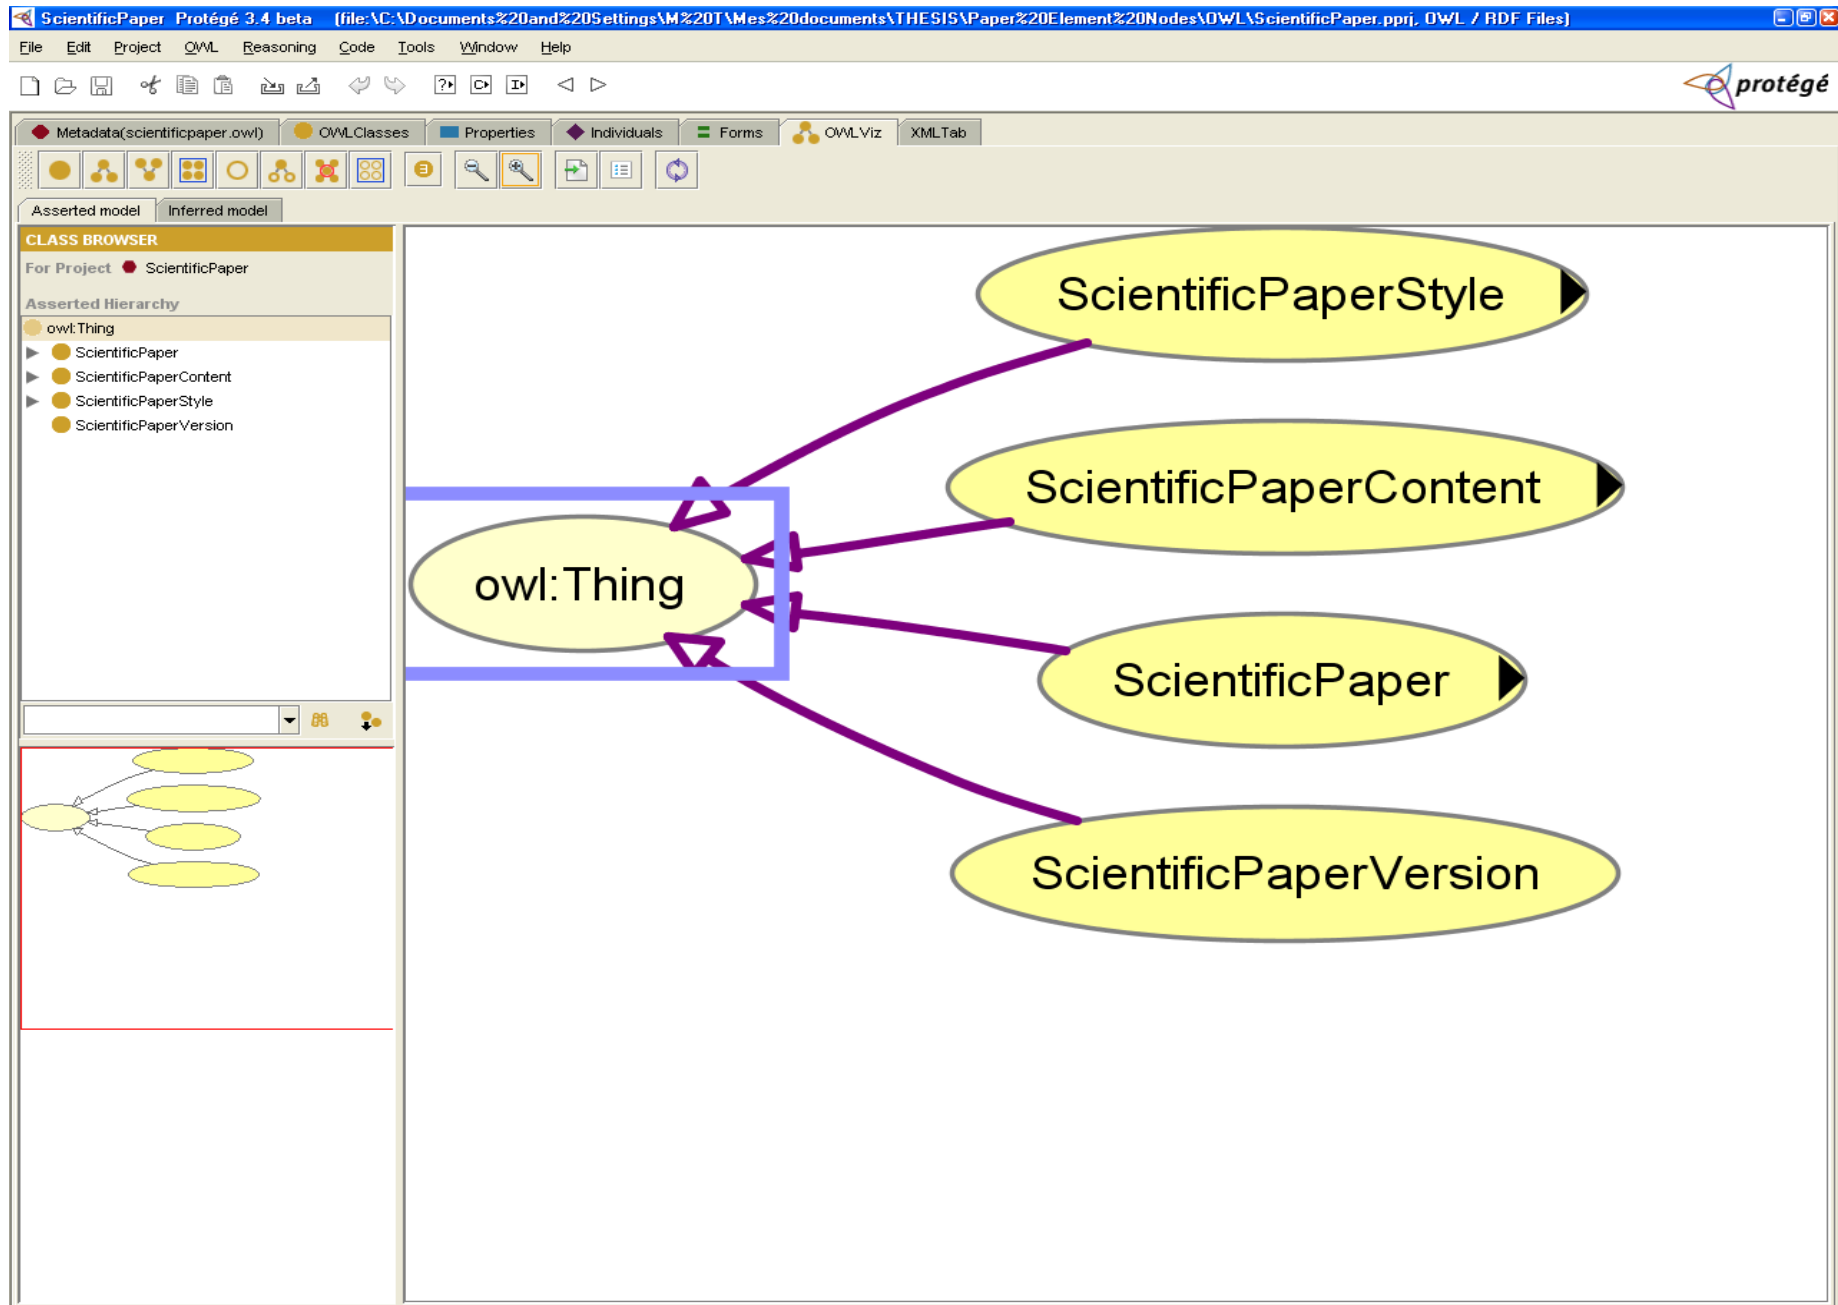 ScientificPaper Protégé 3.4 beta (file:\C:\Documents%20and%20Settings\M%20T\Mes%20documents\THESIS\Paper%20Element%20Nodes\OWL\ScientificPaper.pprj, OWL / RDF Files)
File Edit Project OWL Reasoning Code Tools Window Help
protégé
Metadata(scientificpaper.owl) OWLClasses Properties Individuals Forms OWLViz XMLTab
Asserted model Inferred model
CLASS BROWSER
For Project ScientificPaper
Asserted Hierarchy
owl:Thing
ScientificPaper
ScientificPaperContent
ScientificPaperStyle
ScientificPaperVersion
ScientificPaperStyle
ScientificPaperContent
owl:Thing
ScientificPaper
ScientificPaperVersion